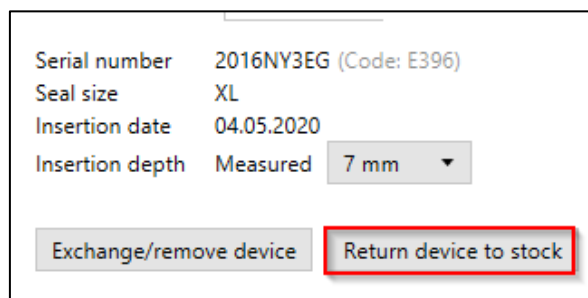 Serial number 2016NY3EG (Code: E396)
Seal size XL
Insertion date 04.05.2020
Insertion depth Measured 7 mm
Exchange/remove device Return device to stock